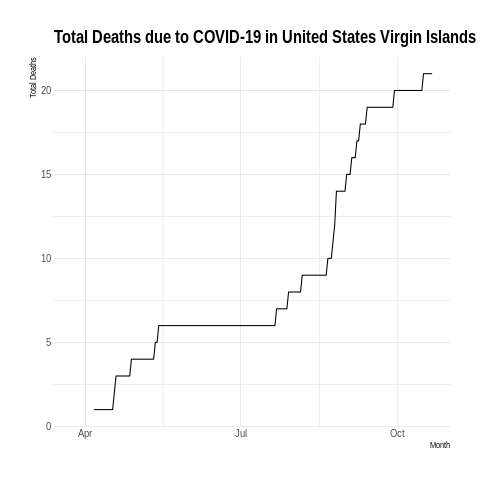 Total Deaths due to COVID-19 in United States Virgin Islands
Total Deaths
20
15
10
5
0
Apr
Jul
Oct
Month